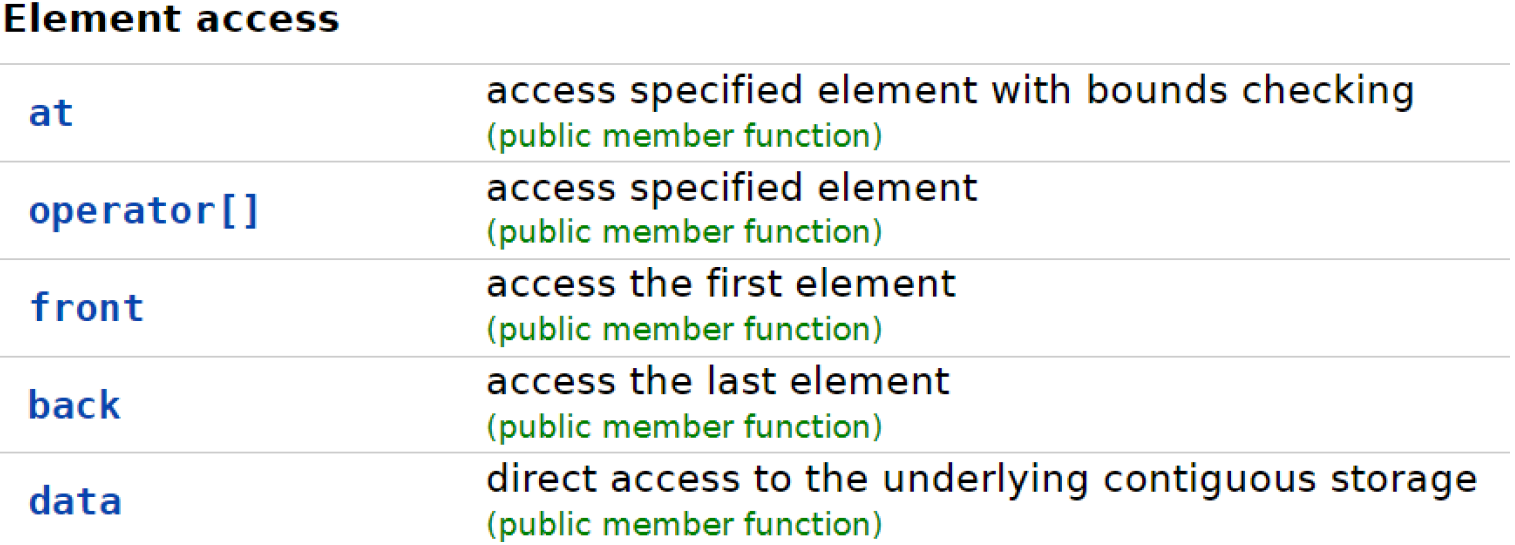 Element access
at
access specified element with bounds checking
(public member function)
operator[]
access specified element
(public member function)
front
access the first element
(public member function)
back
access the last element
(public member function)
data
direct access to the underlying contiguous storage
(public member function)